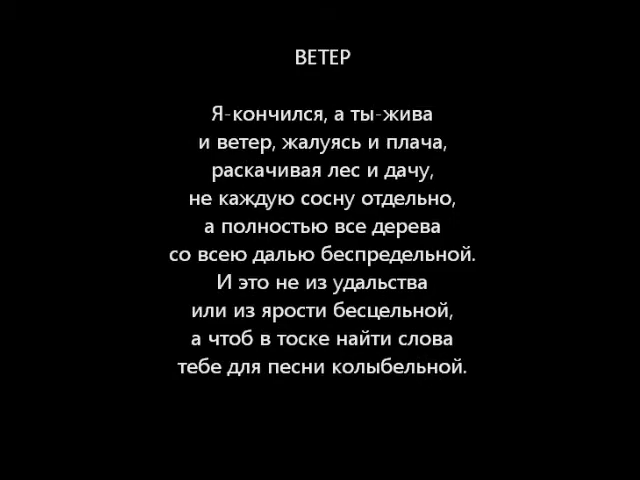 ВЕТЕР
Я-кончился, а ты-жива
и ветер, жалуясь и плача,
раскачивая лес и дачу,
не каждую сосну отдельно,
а полностью все дерева
со всею далью беспредельной.
И это не из удальства
или из ярости бесцельной,
а чтоб в тоске найти слова
тебе для песни колыбельной.